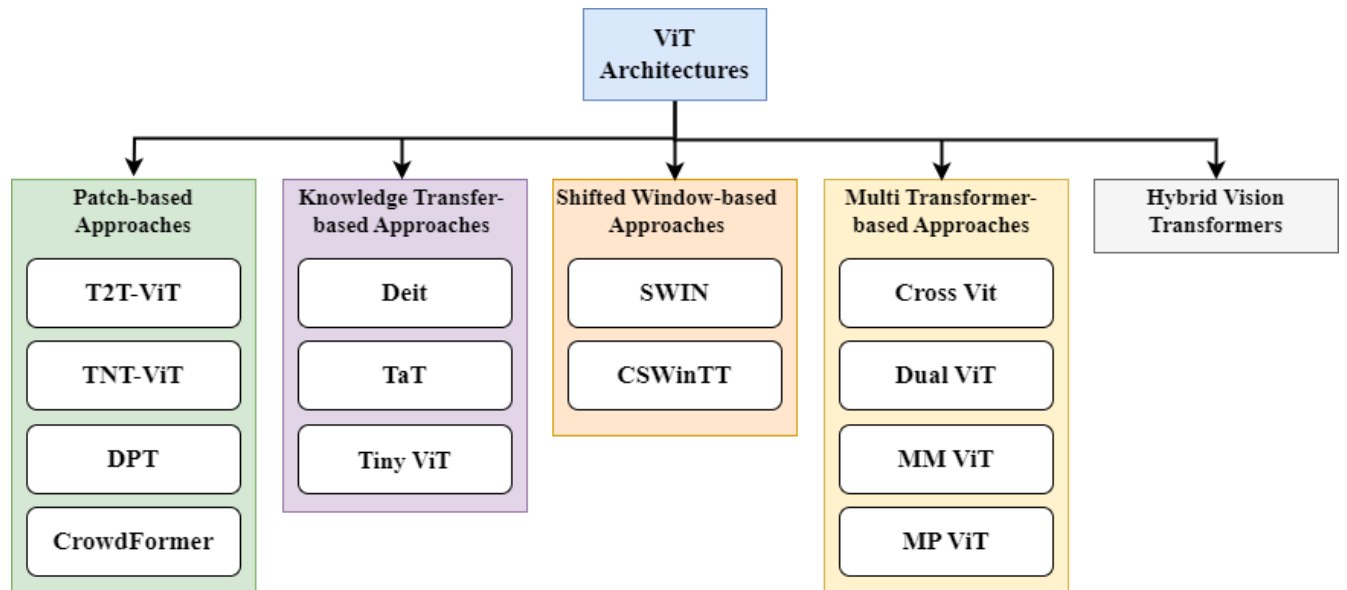 ViT
Architectures
Patch-based
Approaches
T2T-ViT
TNT-ViT
DPT
CrowdFormer
Knowledge Transfer-
based Approaches
Deit
TaT
Tiny ViT
Shifted Window-based
Approaches
SWIN
CSWinTT
Multi Transformer-
based Approaches
Cross Vit
Dual ViT
MM ViT
MP ViT
Hybrid Vision
Transformers